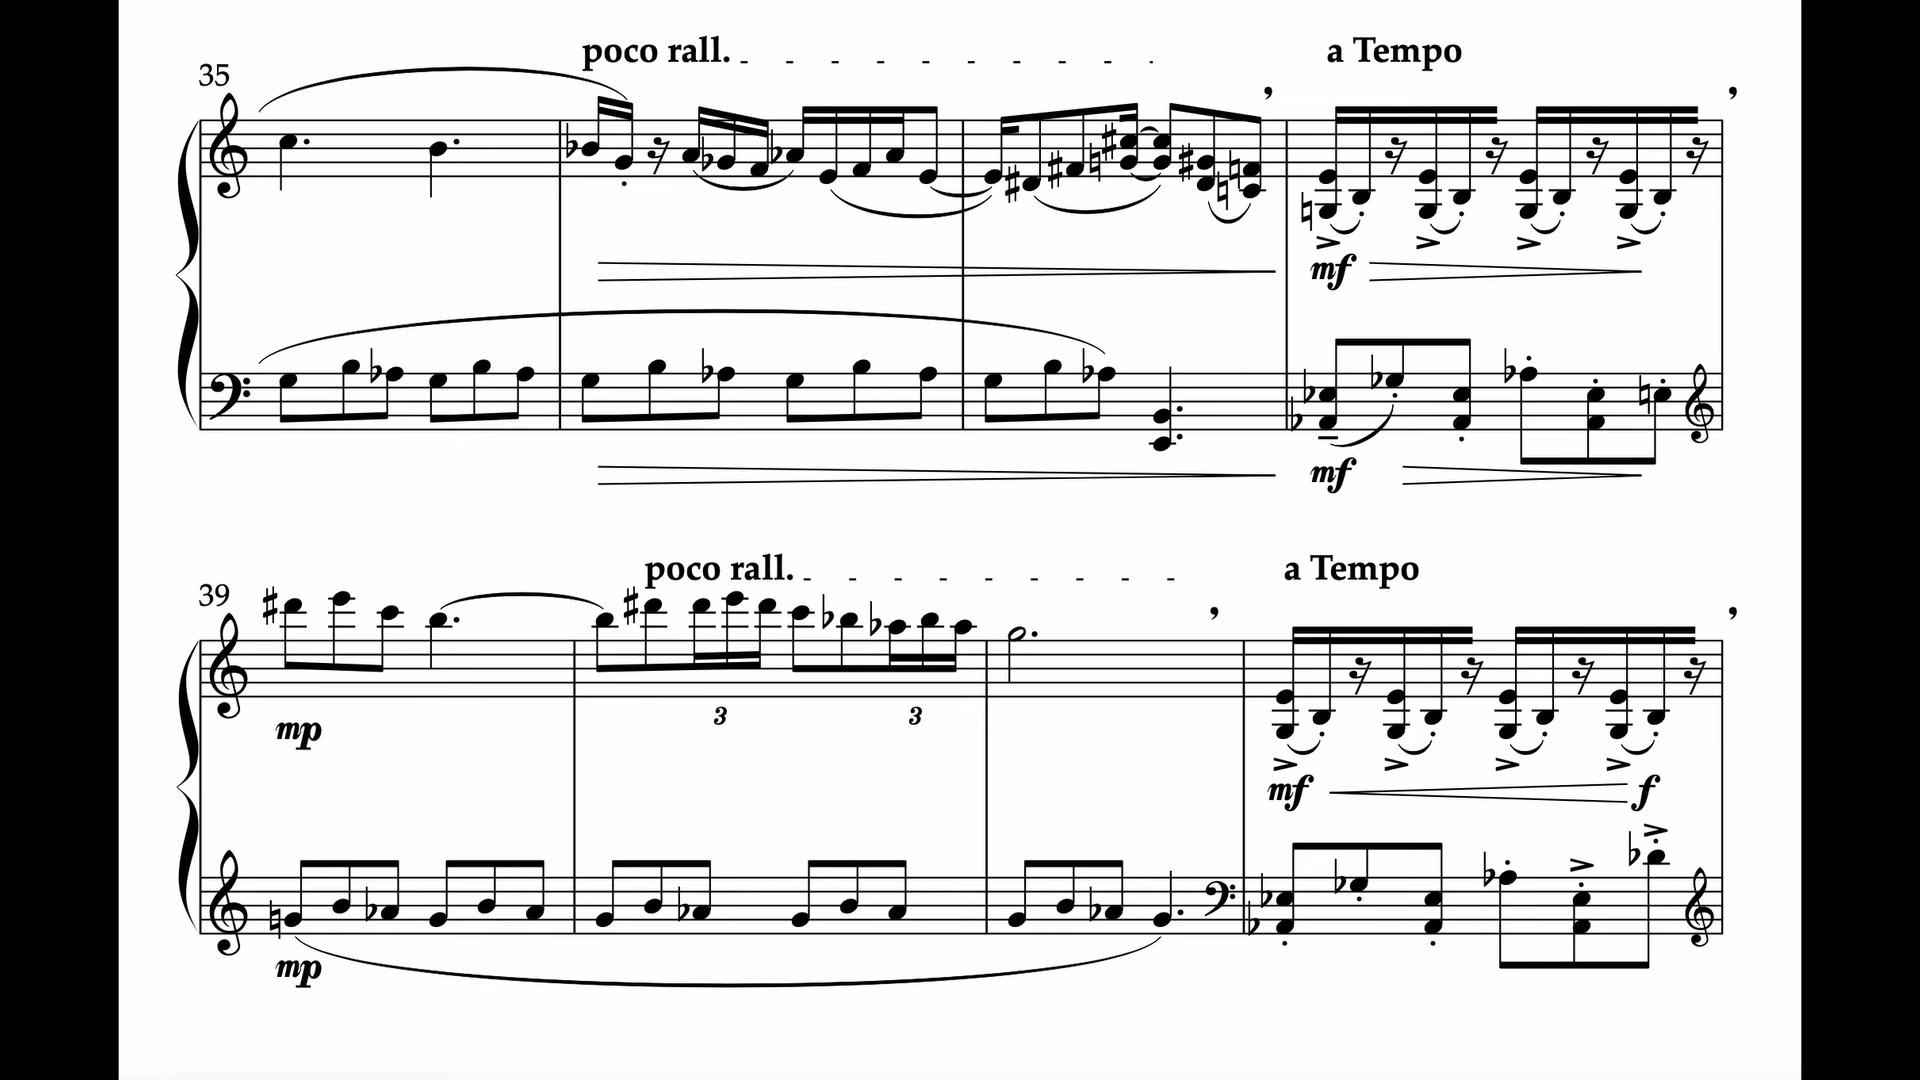 poco rall. a Tempo
35
mf
mf
poco rall. a Tempo
39
mp 3 3
mf f
mp